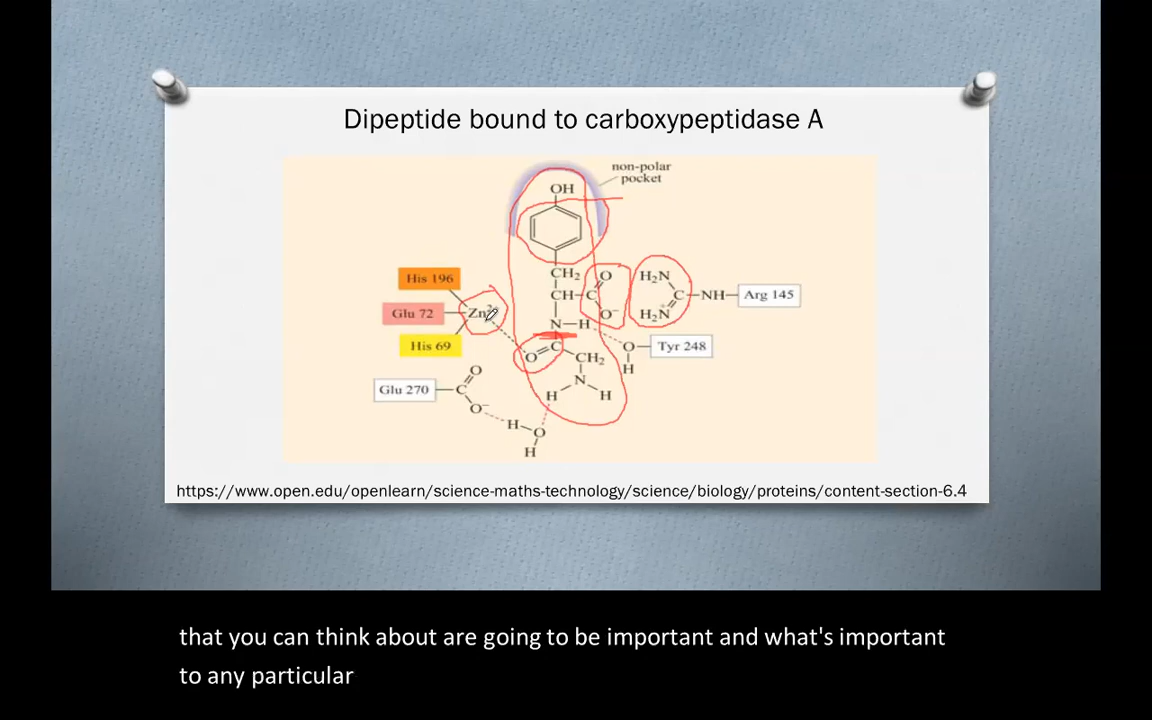 Dipeptide bound to carboxypeptidase A
non-polar
pocket
OH
CH2
O
H2N
His 196
CH
C
C
NH
Arg 145
O-
H2N+
Glu 72
Zn2+
N
H
His 69
O
C
O
Tyr 248
CH2
H
O
Glu 270
C
N
O-
H
H
H
O
H
https://www.open.edu/openlearn/science-maths-technology/science/biology/proteins/content-section-6.4
that you can think about are going to be important and what's important
to any particular